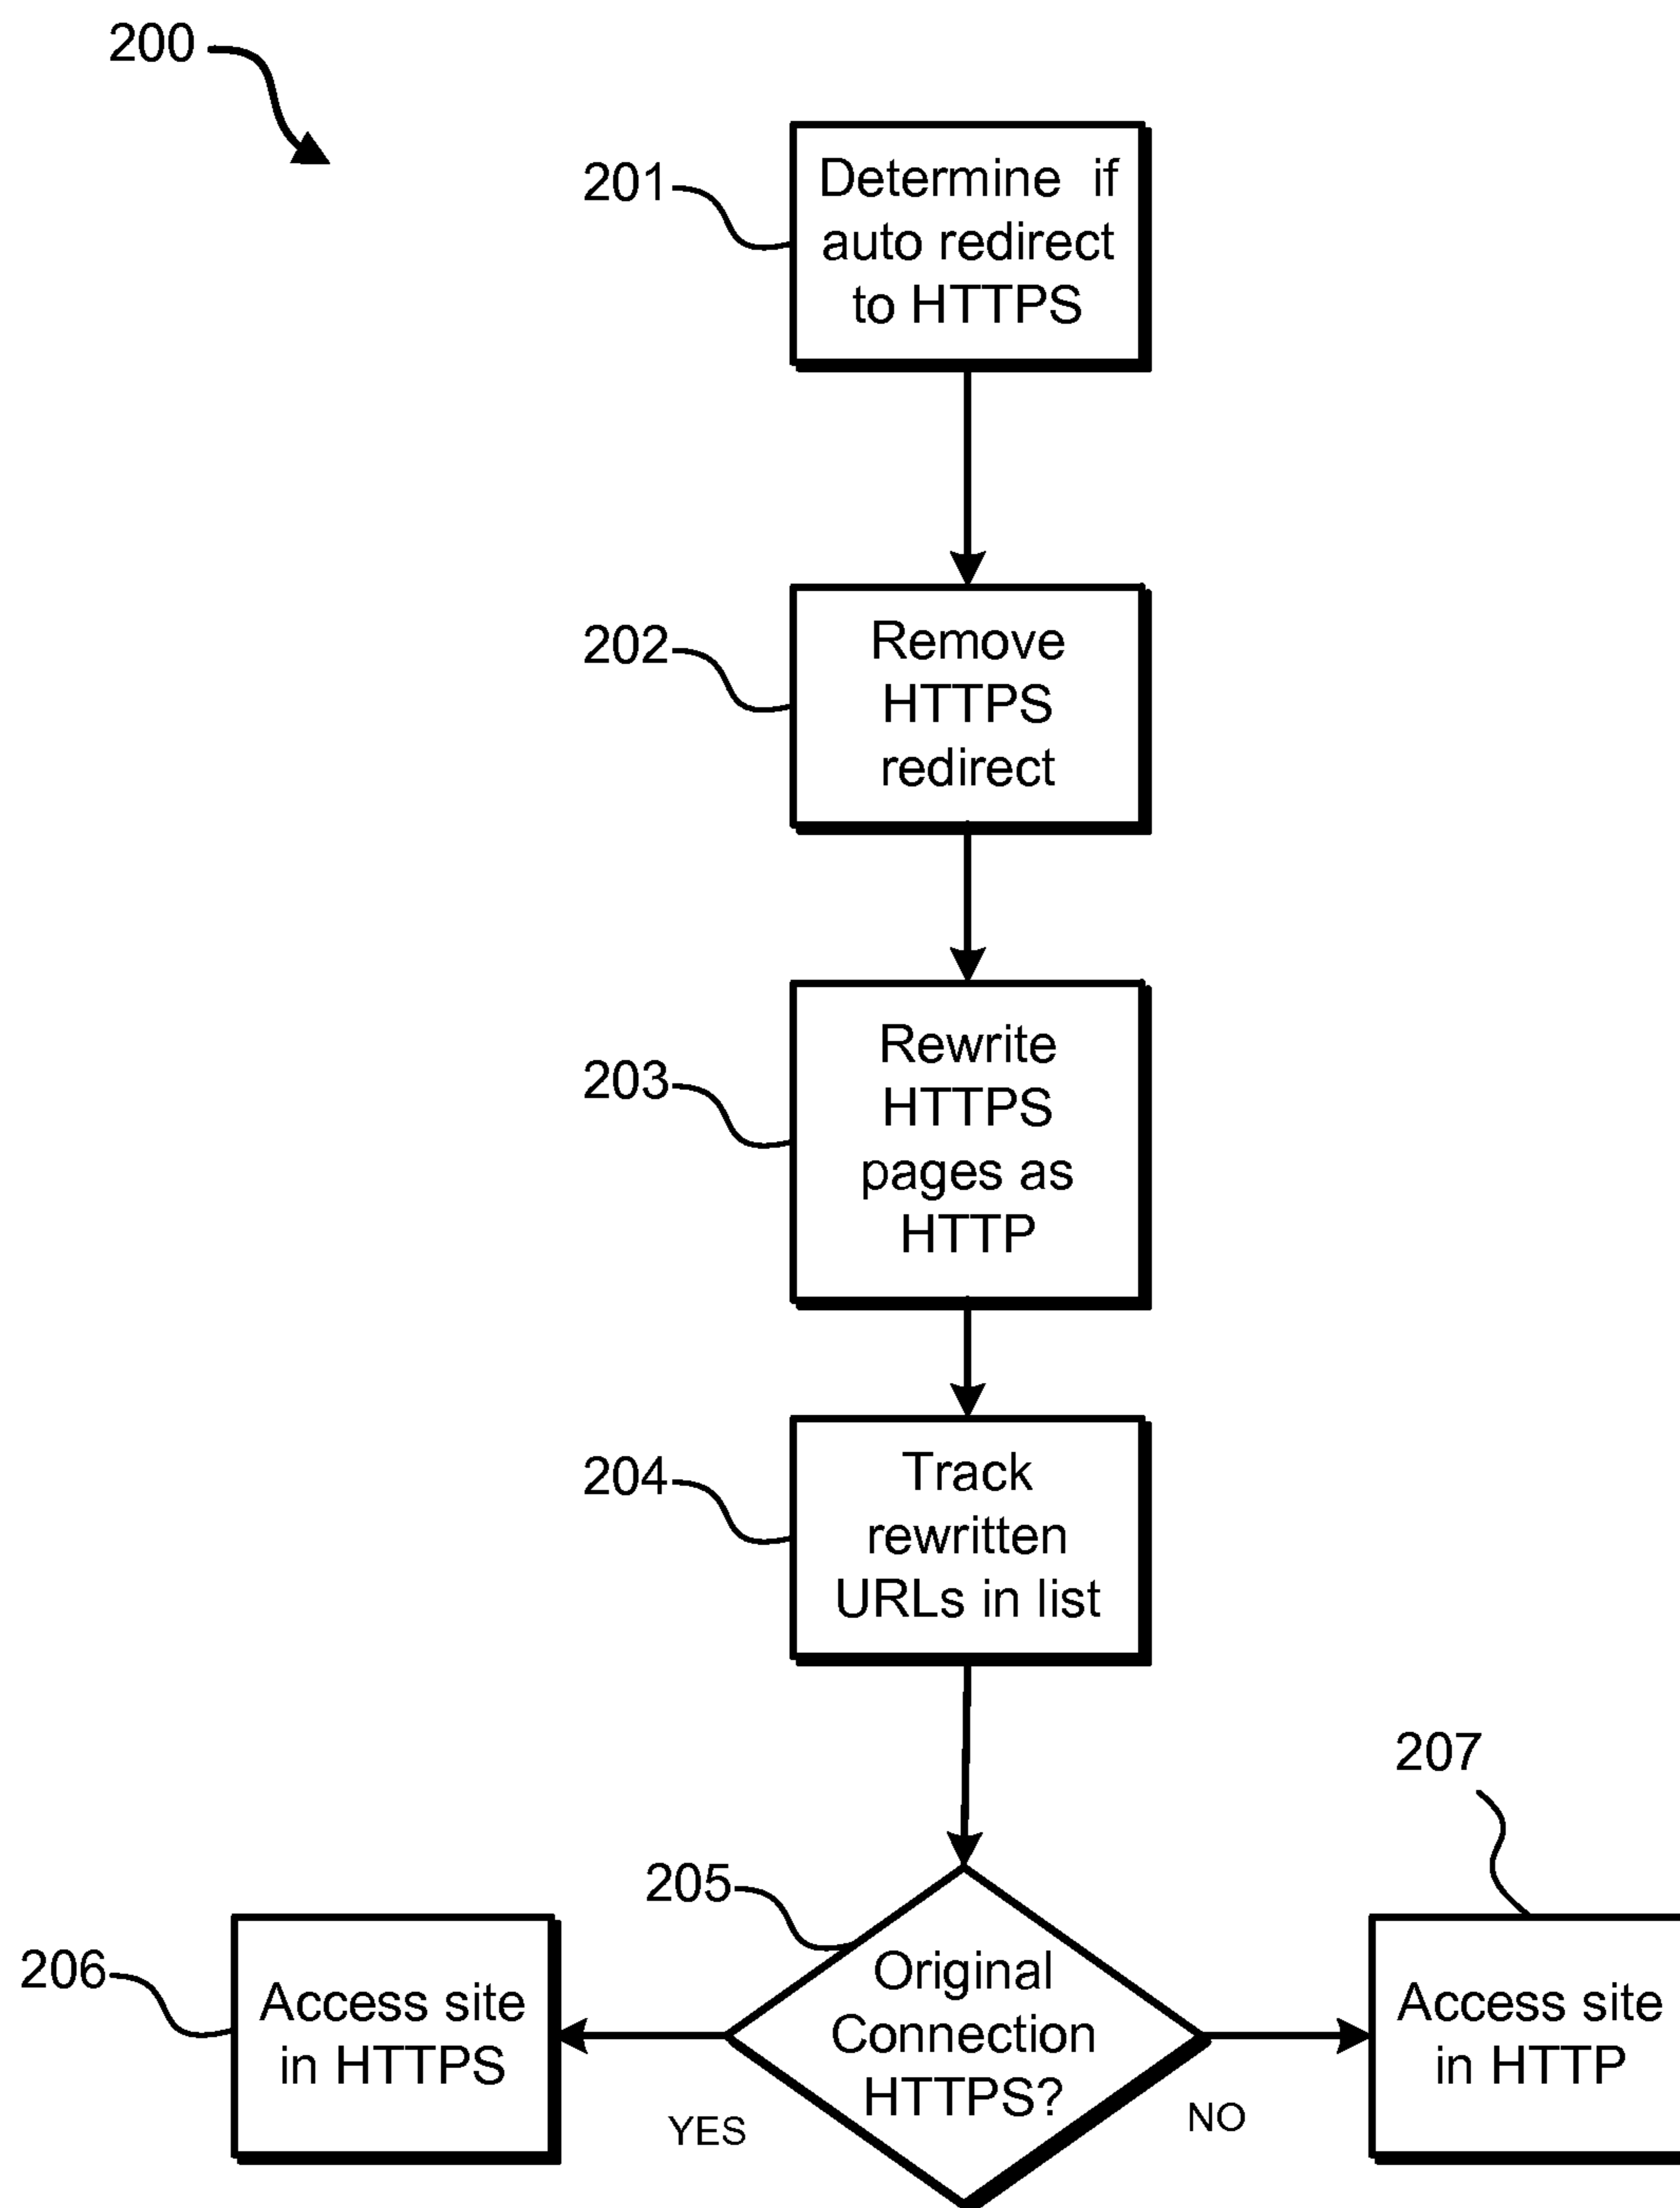 200
201
Determine if
auto redirect
to HTTPS
202
Remove
HTTPS
redirect
203
Rewrite
HTTPS
pages as
HTTP
204
Track
rewritten
URLs in list
205
Original
Connection
HTTPS?
YES
NO
206
Access site
in HTTPS
207
Access site
in HTTP